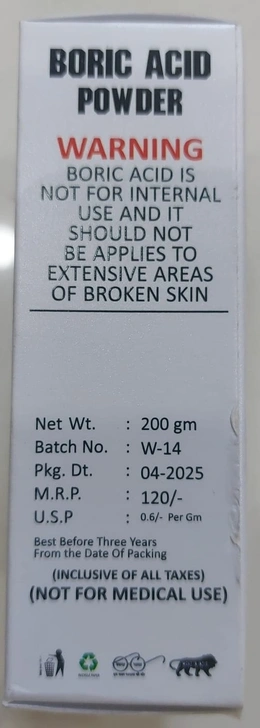 BORIC ACID
POWDER
WARNING
BORIC ACID IS
NOT FOR INTERNAL
USE AND IT
SHOULD NOT
BE APPLIES TO
EXTENSIVE AREAS
OF BROKEN SKIN
Net Wt. : 200 gm
Batch No. : W-14
Pkg. Dt. : 04-2025
M.R.P. : 120/-
U.S.P : 0.6/- Per Gm
Best Before Three Years
From the Date Of Packing
(INCLUSIVE OF ALL TAXES)
(NOT FOR MEDICAL USE)